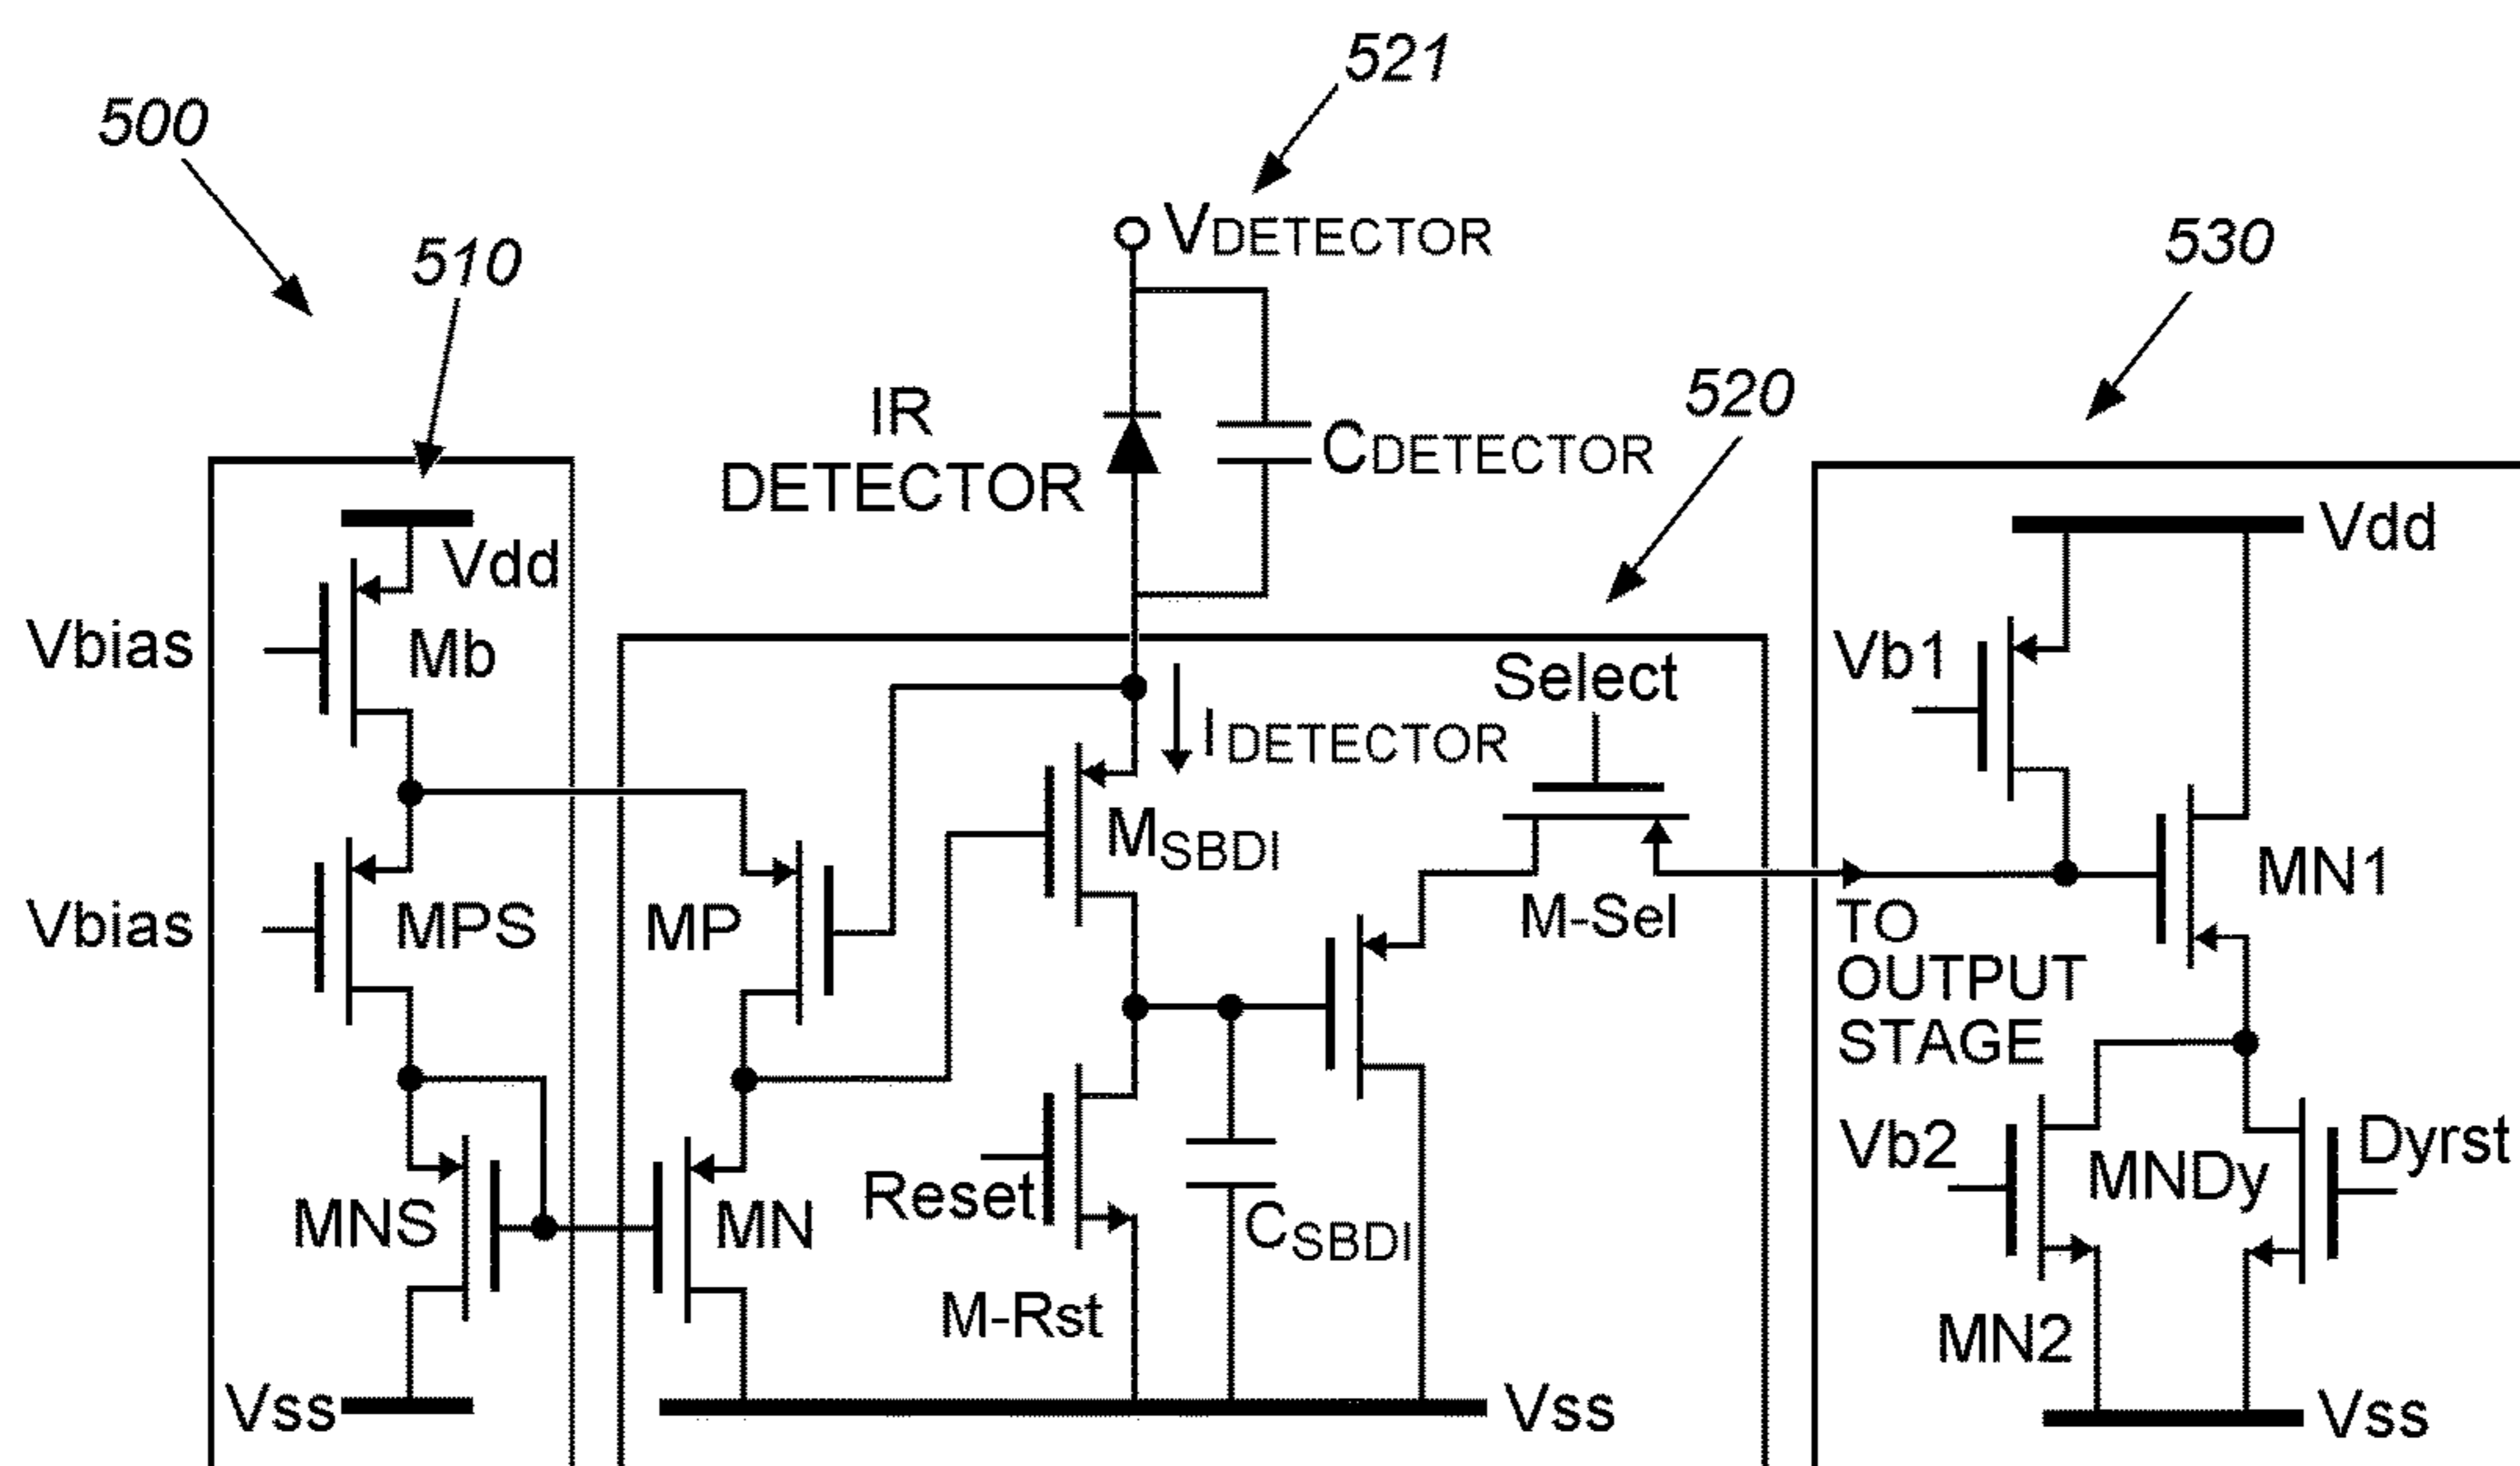 521
500
VDETECTOR
530
510
520
IR
DETECTOR
CDETECTOR
Vdd
Vdd
Vbias
Mb
Select
Vb1
IDETECTOR
MSBDI
MN1
Vbias
MPS
MP
M-Sel
TO
OUTPUT
STAGE
Vb2
MNDy
Dyrst
Reset
MNS
MN
CSBDI
M-Rst
MN2
Vss
Vss
Vss